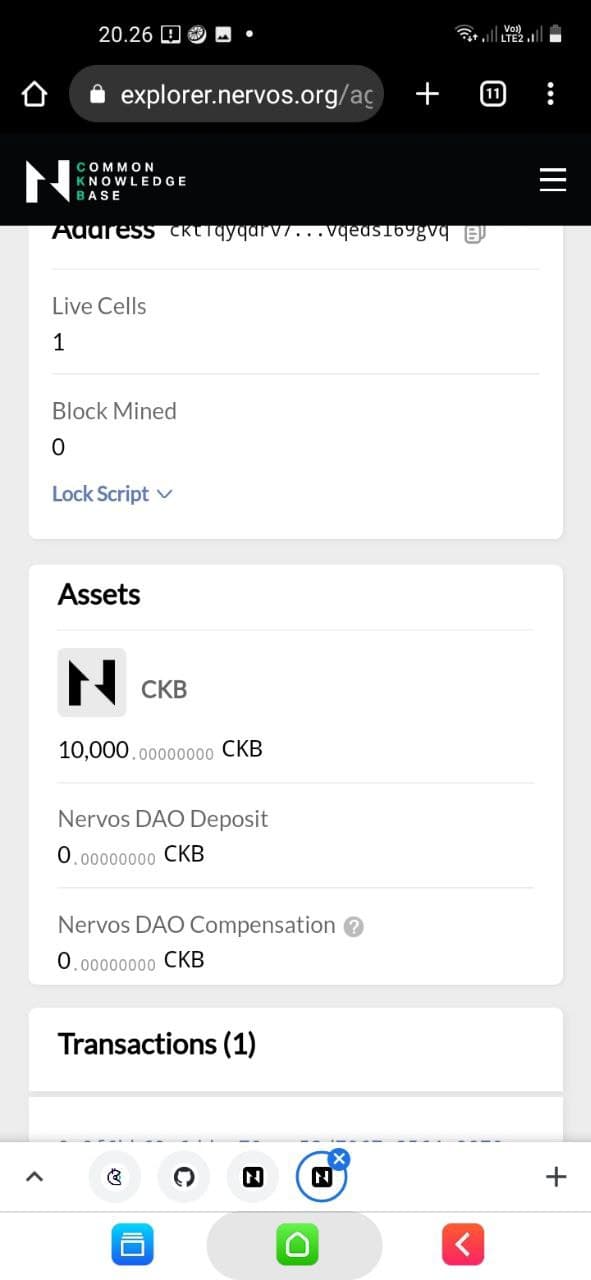 20.26
Vo))
LTE2
explorer.nervos.org/ag
11
COMMON
KNOWLEDGE
BASE
Address ckt1qyqdrv7...vqeds169gvq
Live Cells
1
Block Mined
0
Lock Script
Assets
CKB
10,000.00000000 CKB
Nervos DAO Deposit
0.00000000 CKB
Nervos DAO Compensation ?
0.00000000 CKB
Transactions (1)